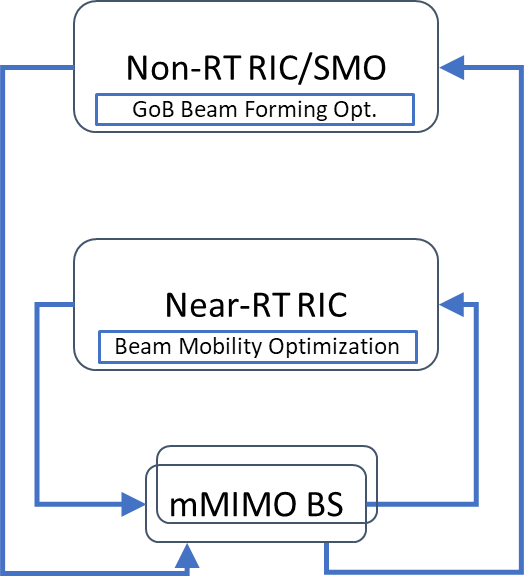 Non-RT RIC/SMO
GoB Beam Forming Opt.
Near-RT RIC
Beam Mobility Optimization
mMIMO BS